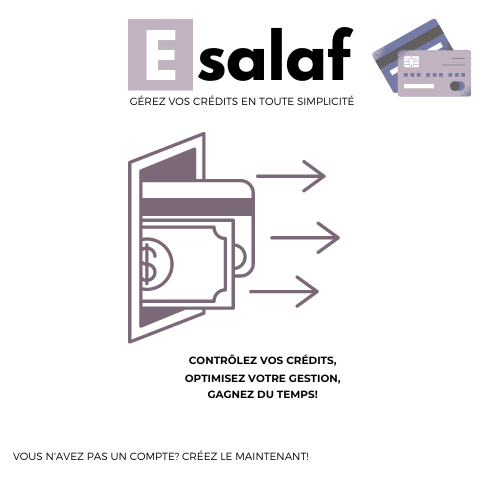 E salaf
GÉREZ VOS CRÉDITS EN TOUTE SIMPLICITÉ
$
CONTRÔLEZ VOS CRÉDITS,
OPTIMISEZ VOTRE GESTION,
GAGNEZ DU TEMPS!
VOUS N'AVEZ PAS UN COMPTE? CRÉEZ LE MAINTENANT!